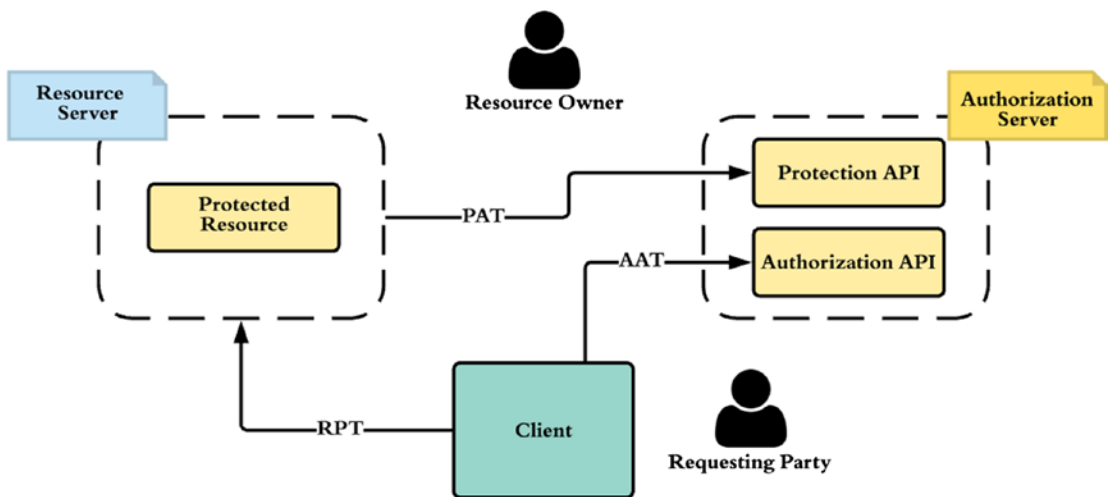 Resource
Server
Resource Owner
Authorization
Server
Protected
Resource
PAT
Protection API
AAT
Authorization API
RPT
Client
Requesting Party